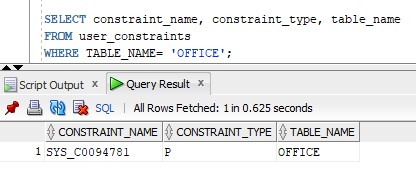 SELECT constraint_name, constraint_type, table_name
FROM user_constraints
WHERE TABLE_NAME= 'OFFICE';
Script Output x Query Result x
SQL | All Rows Fetched: 1 in 0.625 seconds
CONSTRAINT_NAME CONSTRAINT_TYPE TABLE_NAME
1 SYS_C0094781 P OFFICE